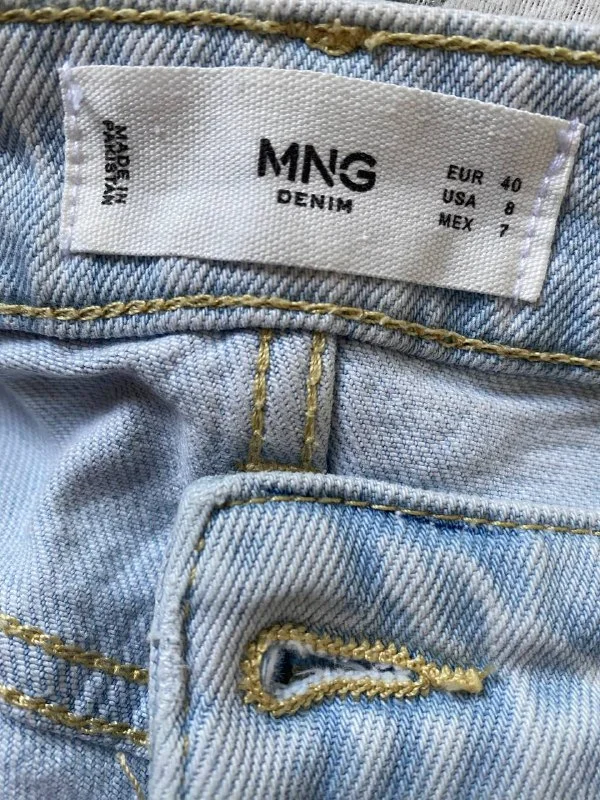 MADE IN
PAKISTAN
MNG
DENIM
EUR 40
USA 8
MEX 7